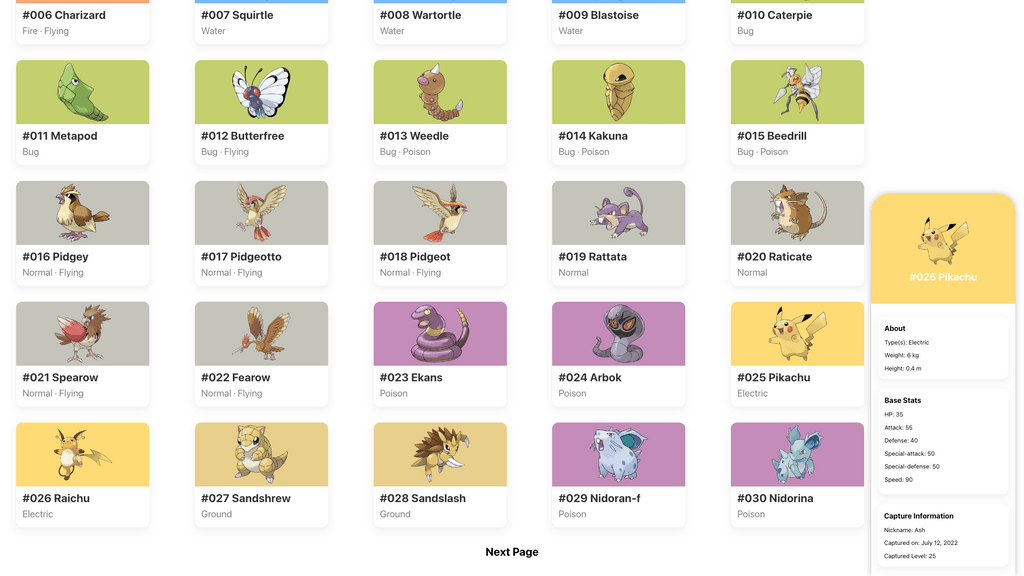 #006 Charizard
Fire · Flying
#007 Squirtle
Water
#008 Wartortle
Water
#009 Blastoise
Water
#010 Caterpie
Bug
#011 Metapod
Bug
#012 Butterfree
Bug · Flying
#013 Weedle
Bug · Poison
#014 Kakuna
Bug · Poison
#015 Beedrill
Bug · Poison
#016 Pidgey
Normal · Flying
#017 Pidgeotto
Normal · Flying
#018 Pidgeot
Normal · Flying
#019 Rattata
Normal
#020 Raticate
Normal
#021 Spearow
Normal · Flying
#022 Fearow
Normal · Flying
#023 Ekans
Poison
#024 Arbok
Poison
#025 Pikachu
Electric
#026 Raichu
Electric
#027 Sandshrew
Ground
#028 Sandslash
Ground
#029 Nidoran-f
Poison
#030 Nidorina
Poison
Next Page
#025 Pikachu
About
Type(s): Electric
Weight: 6 kg
Height: 0.4 m
Base Stats
HP: 35
Attack: 55
Defense: 40
Special-attack: 50
Special-defense: 50
Speed: 90
Capture Information
Nickname: Ash
Captured on: July 12, 2022
Captured Level: 25